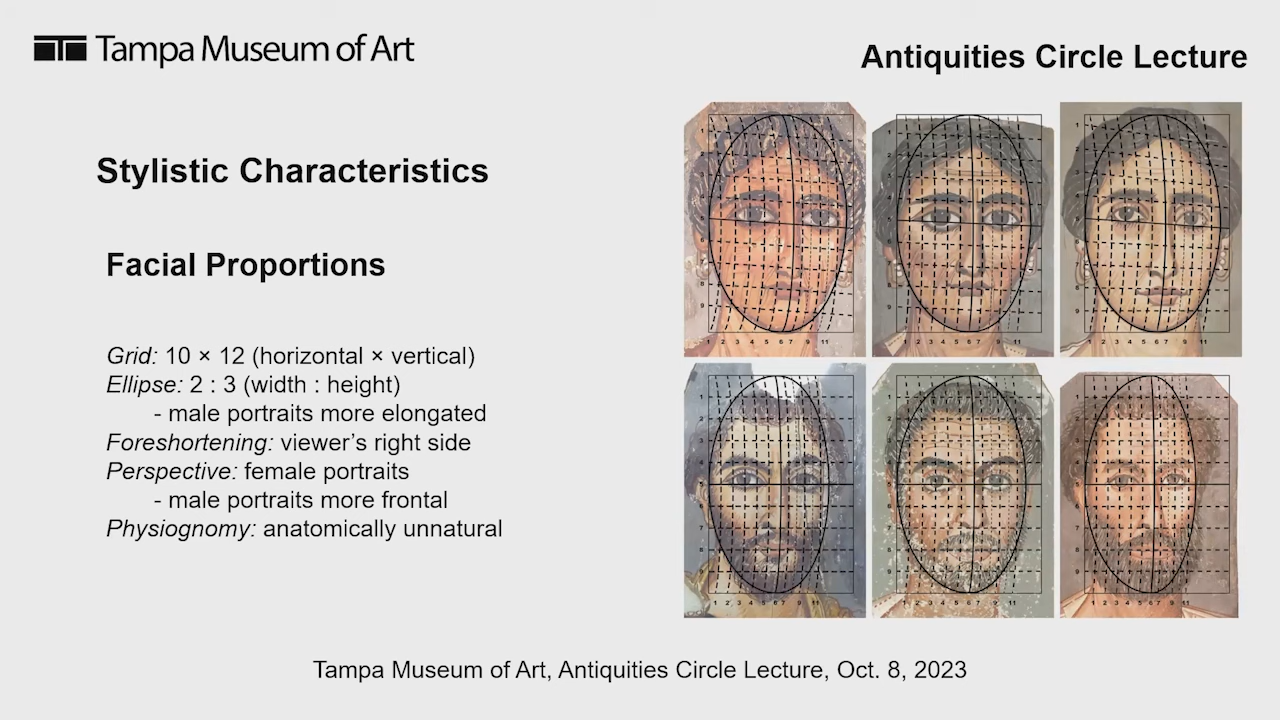 Tampa Museum of Art
Antiquities Circle Lecture
Stylistic Characteristics
Facial Proportions
Grid: 10 × 12 (horizontal × vertical)
Ellipse: 2 : 3 (width : height)
- male portraits more elongated
Foreshortening: viewer's right side
Perspective: female portraits
- male portraits more frontal
Physiognomy: anatomically unnatural
Tampa Museum of Art, Antiquities Circle Lecture, Oct. 8, 2023